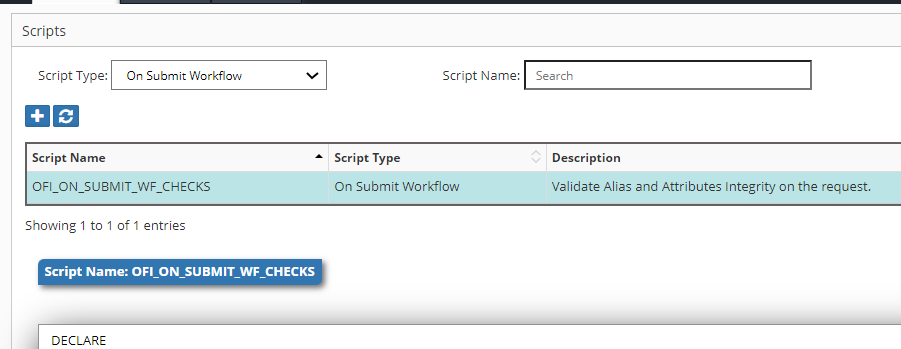 Scripts
Script Type: On Submit Workflow Script Name: Search
Script Name Script Type Description
OFI_ON_SUBMIT_WF_CHECKS On Submit Workflow Validate Alias and Attributes Integrity on the request.
Showing 1 to 1 of 1 entries
Script Name: OFI_ON_SUBMIT_WF_CHECKS
DECLARE